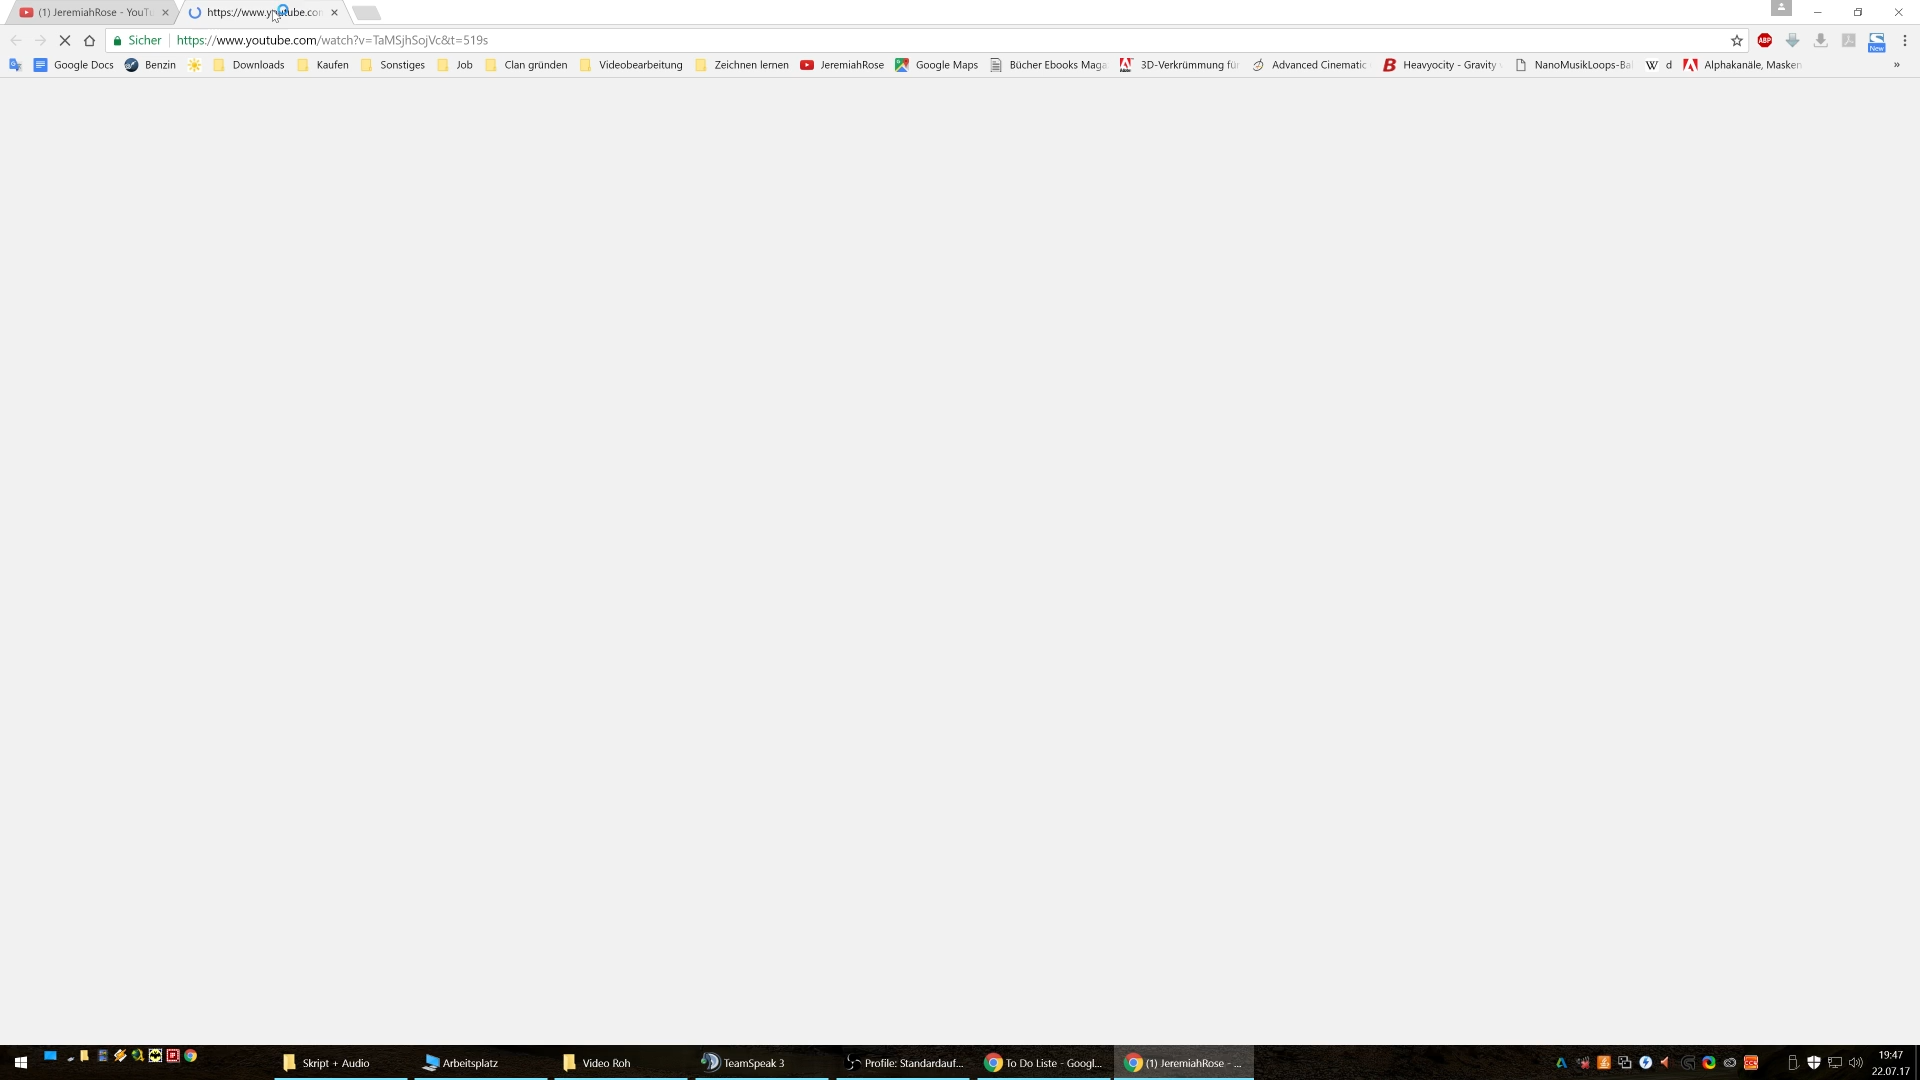 (1) JeremiahRose - YouTu
https://www.youtube.con
Sicher https://www.youtube.com/watch?v=TaMSjhSojVc&t=519s
ABP
New
Google Docs Benzin Downloads Kaufen Sonstiges Job Clan gründen Videobearbeitung Zeichnen lernen JeremiahRose Google Maps Bücher Ebooks Maga 3D-Verkrümmung für Advanced Cinematic Heavyocity - Gravity NanoMusikLoops-Ba W d Alphakanäle, Masken »
Skript + Audio Arbeitsplatz Video Roh TeamSpeak 3 Profile: Standardauf... To Do Liste - Googl... (1) JeremiahRose - ...
19:47
22.07.17